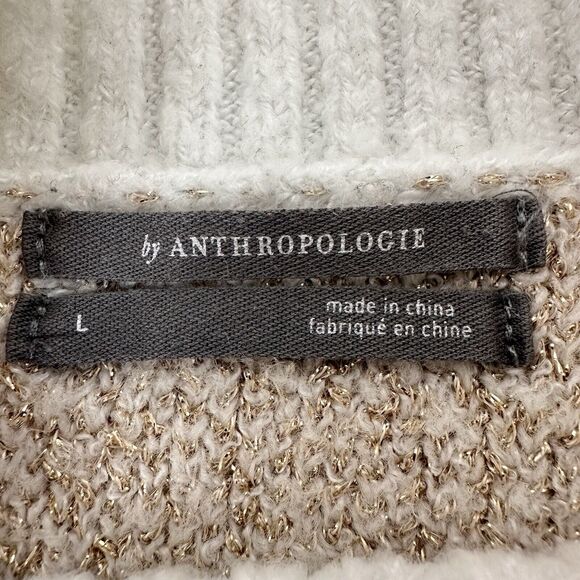 by ANTHROPOLOGIE
L
made in china
fabriqué en chine